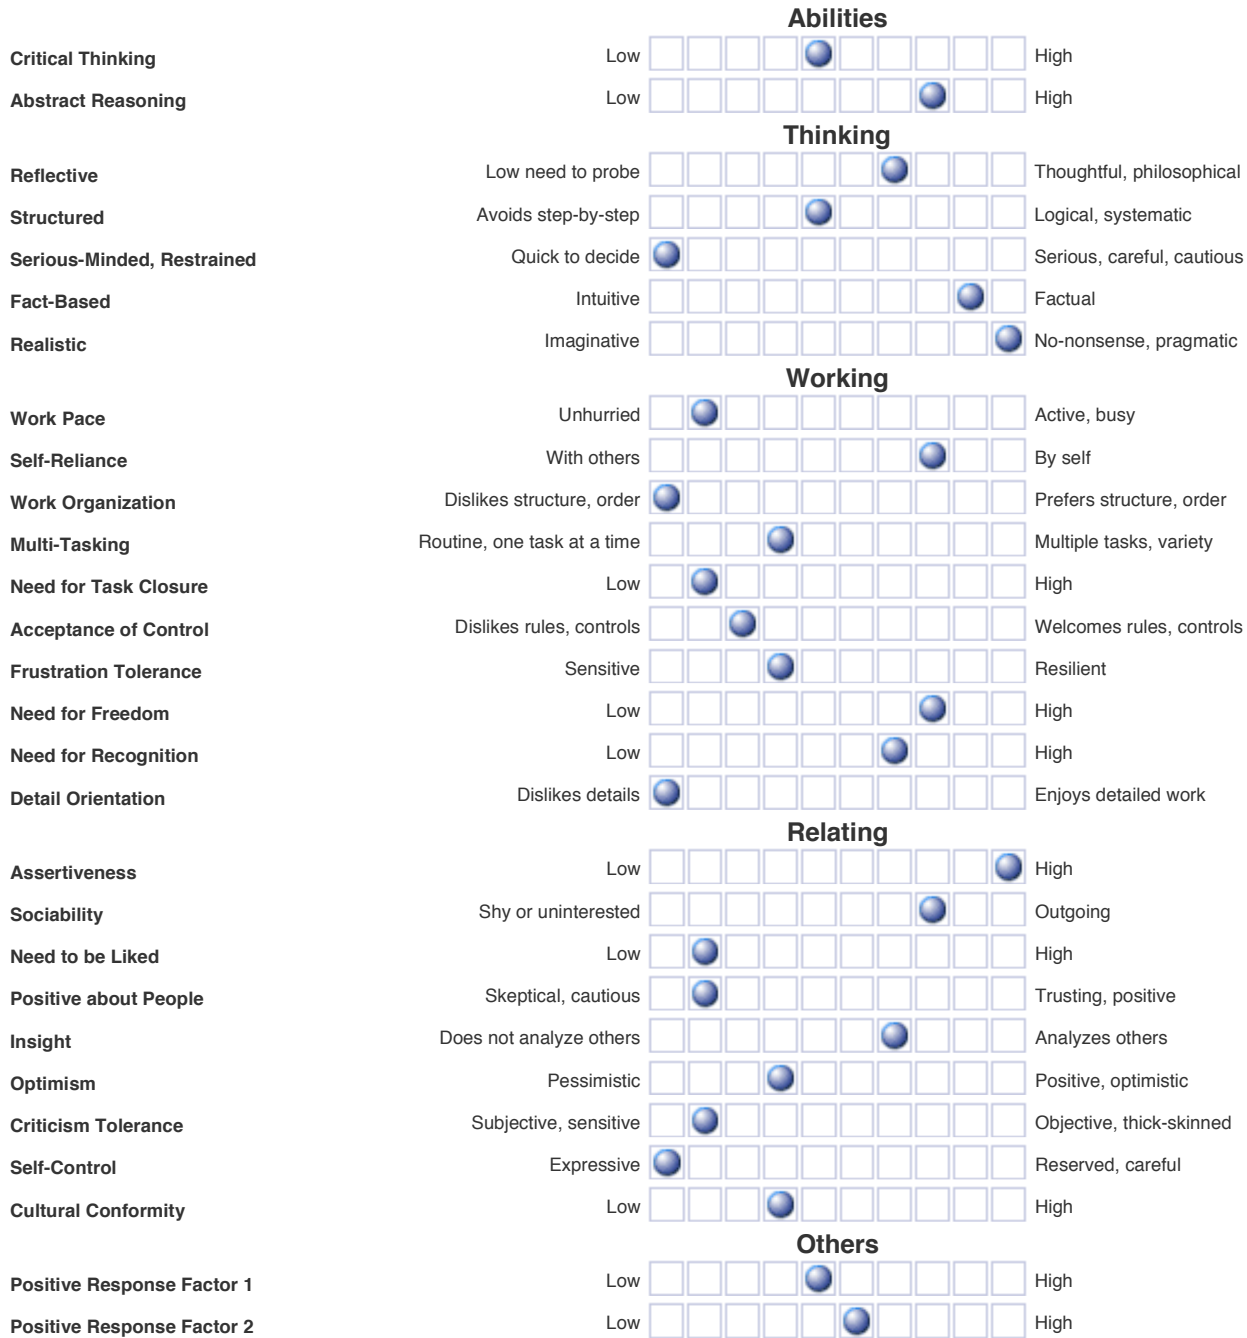 Abilities
Critical Thinking Low High
Abstract Reasoning Low High
Thinking
Reflective Low need to probe Thoughtful, philosophical
Structured Avoids step-by-step Logical, systematic
Serious-Minded, Restrained Quick to decide Serious, careful, cautious
Fact-Based Intuitive Factual
Realistic Imaginative No-nonsense, pragmatic
Working
Work Pace Unhurried Active, busy
Self-Reliance With others By self
Work Organization Dislikes structure, order Prefers structure, order
Multi-Tasking Routine, one task at a time Multiple tasks, variety
Need for Task Closure Low High
Acceptance of Control Dislikes rules, controls Welcomes rules, controls
Frustration Tolerance Sensitive Resilient
Need for Freedom Low High
Need for Recognition Low High
Detail Orientation Dislikes details Enjoys detailed work
Relating
Assertiveness Low High
Sociability Shy or uninterested Outgoing
Need to be Liked Low High
Positive about People Skeptical, cautious Trusting, positive
Insight Does not analyze others Analyzes others
Optimism Pessimistic Positive, optimistic
Criticism Tolerance Subjective, sensitive Objective, thick-skinned
Self-Control Expressive Reserved, careful
Cultural Conformity Low High
Others
Positive Response Factor 1 Low High
Positive Response Factor 2 Low High